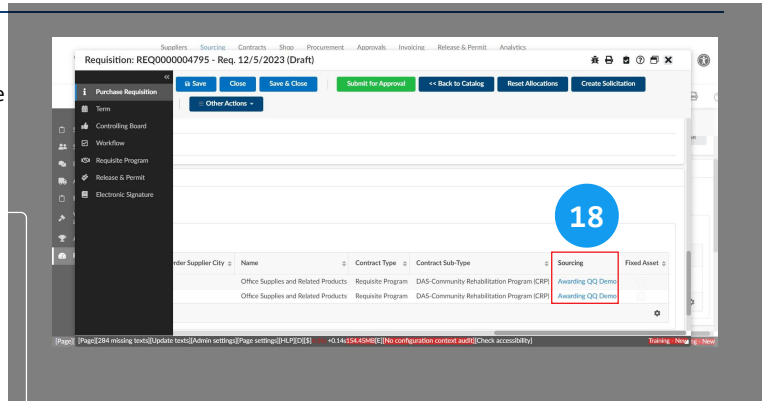 Suppliers Sourcing Contracts Shop Procurement Approvals Invoicing Release & Permit Analytics
Requisition: REQ0000004795 - Req. 12/5/2023 (Draft)
e
«
Purchase Requisition
Save Close Save & Close Submit for Approval << Back to Catalog Reset Allocations Create Solicitation
Term
Other Actions
Controlling Board
Workflow
Requisite Program
Release & Permit
Electronic Signature
18
rder Supplier City Name Contract Type Contract Sub-Type Sourcing Fixed Asset
Office Supplies and Related Products Requisite Program DAS-Community Rehabilitation Program (CRP) Awarding QQ Demo
Office Supplies and Related Products Requisite Program DAS-Community Rehabilitation Program (CRP) Awarding QQ Demo
[Page][ [Page][284 missing texts][Update texts][Admin settings][Page settings][HLP][D][$] +0.14s154.45MB[E][No configuration context audit][Check accessibility] Training - New ng - New